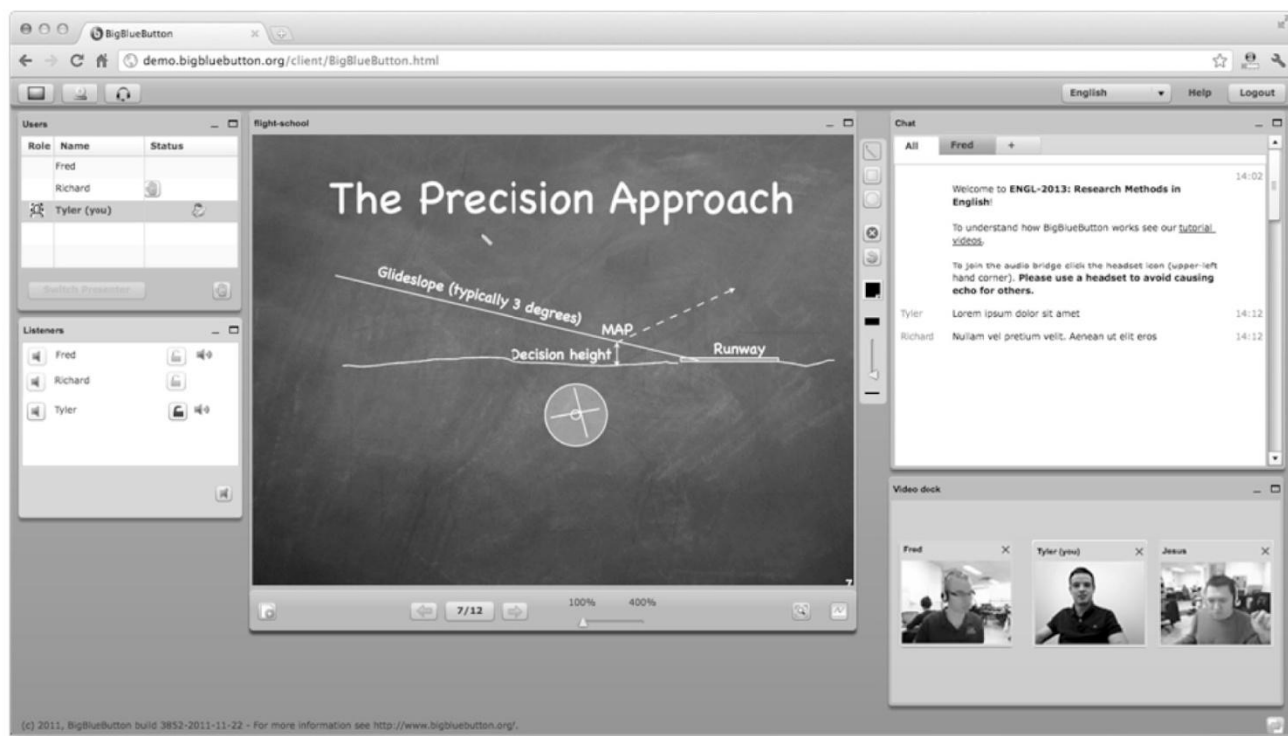 BigBlueButton
demo.bigbluebutton.org/client/BigBlueButton.html
English
Help
Logout
Users
Role Name Status
Fred
Richard
Tyler (you)
Switch Presenter
Listeners
Fred
Richard
Tyler
flight-school
The Precision Approach
Glideslope (typically 3 degrees)
MAP
Decision height
Runway
7
7/12
100% 400%
Chat
All Fred +
14:02
Welcome to ENGL-2013: Research Methods in
English!
To understand how BigBlueButton works see our tutorial
videos.
To join the audio bridge click the headset icon (upper-left
hand corner). Please use a headset to avoid causing
echo for others.
Tyler Lorem ipsum dolor sit amet 14:12
Richard Nullam vel pretium velit. Aenean ut elit eros 14:12
Video dock
Fred
Tyler (you)
Jesus
(c) 2011, BigBlueButton build 3852-2011-11-22 - For more information see http://www.bigbluebutton.org/.